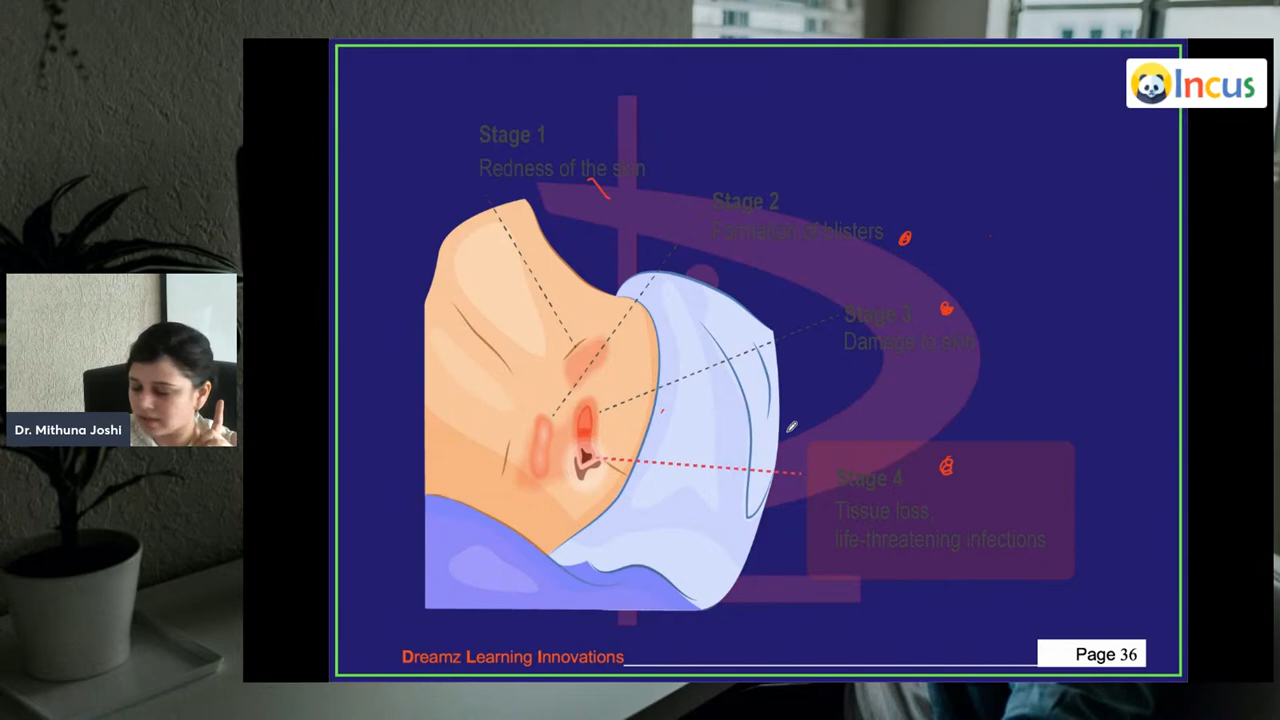 Incus
Stage 1
Redness of the skin
Stage 2
Formation of blisters
Stage 3
Damage to skin
Stage 4
Tissue loss,
life-threatening infections
Dr. Mithuna Joshi
Dreamz Learning Innovations
Page 36